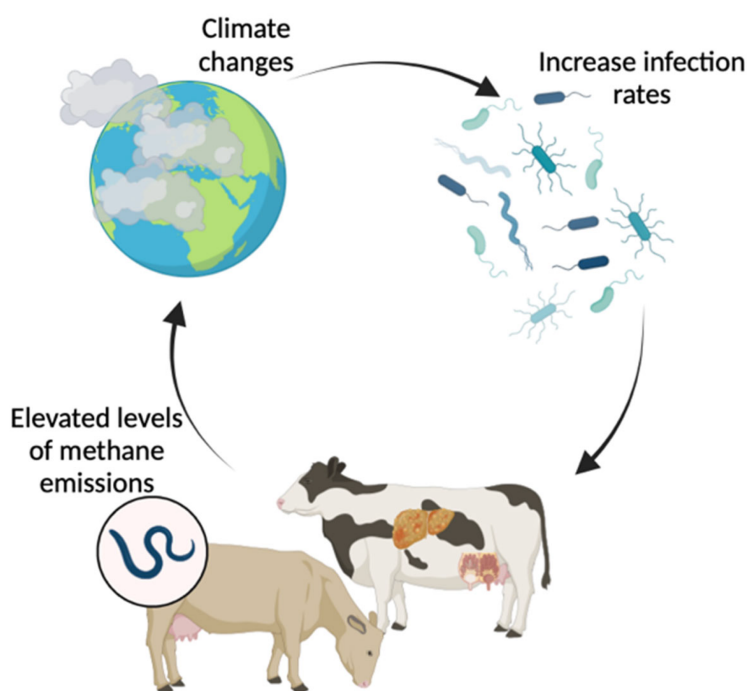 Climate
changes
Increase infection
rates
Elevated levels
of methane
emissions